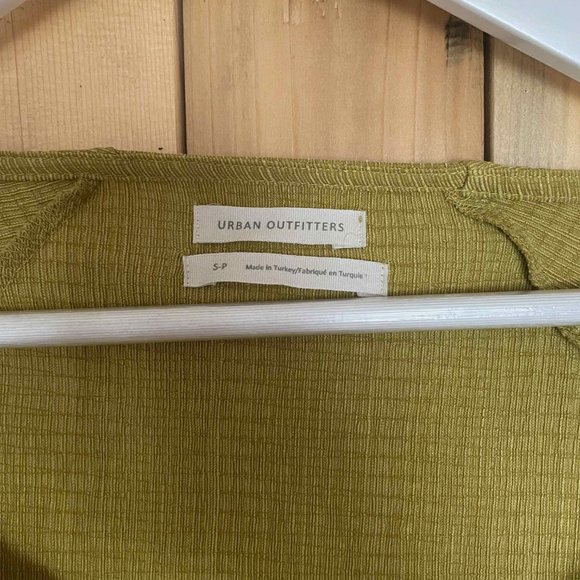 URBAN OUTFITTERS
S-P Made in Turkey/Fabriqué en Turquie